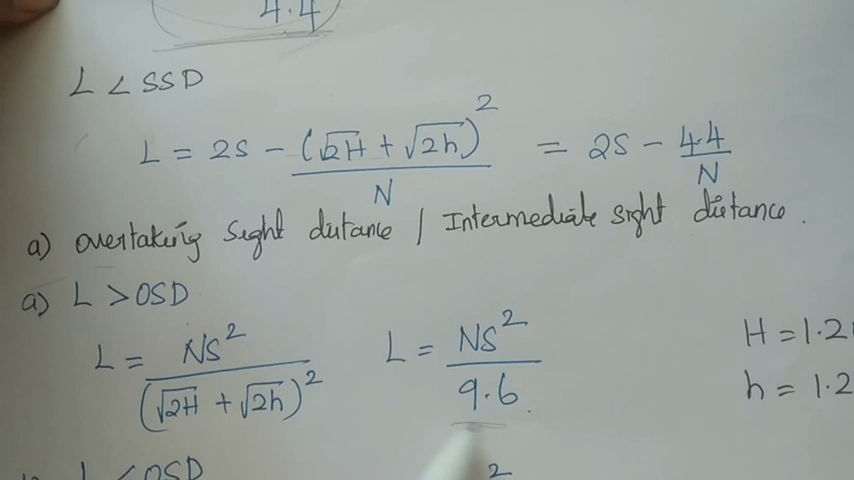 4.4
L < SSD
L = 2S - (√2H + √2h)² / N = 2S - 4.4 / N
a) overtaking sight distance / Intermediate sight distance.
a) L > OSD
L = NS² / (√2H + √2h)² L = NS² / 9.6
H = 1.2
h = 1.2
L < OSD
2